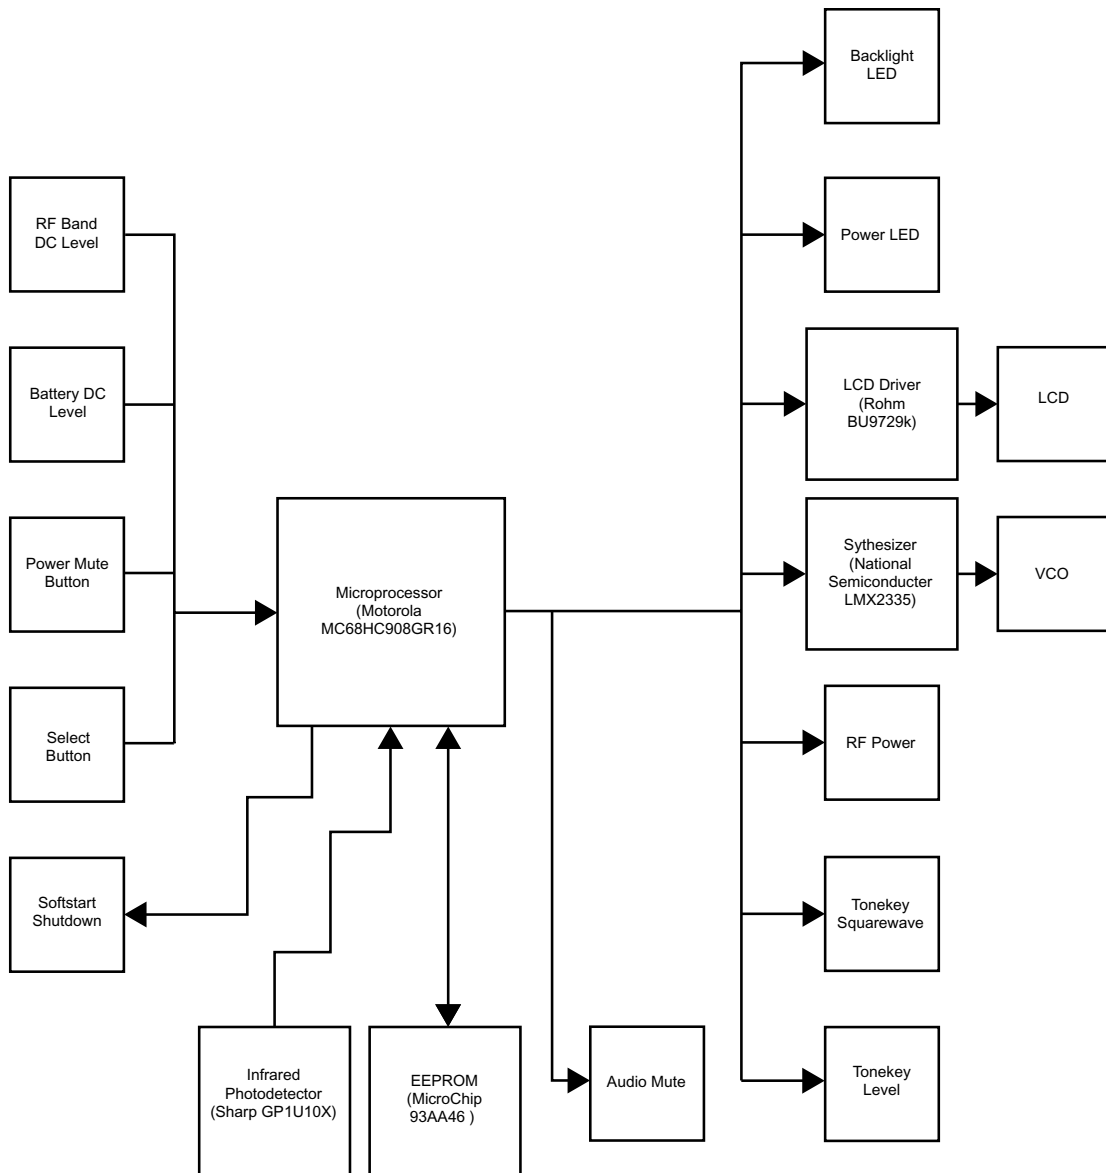 Backlight
LED
RF Band
DC Level
Power LED
Battery DC
Level
LCD Driver
(Rohm
BU9729k)
LCD
Power Mute
Button
Microprocessor
(Motorola
MC68HC908GR16)
Sythesizer
(National
Semiconducter
LMX2335)
VCO
Select
Button
RF Power
Softstart
Shutdown
Tonekey
Squarewave
Infrared
Photodetector
(Sharp GP1U10X)
EEPROM
(MicroChip
93AA46 )
Audio Mute
Tonekey
Level